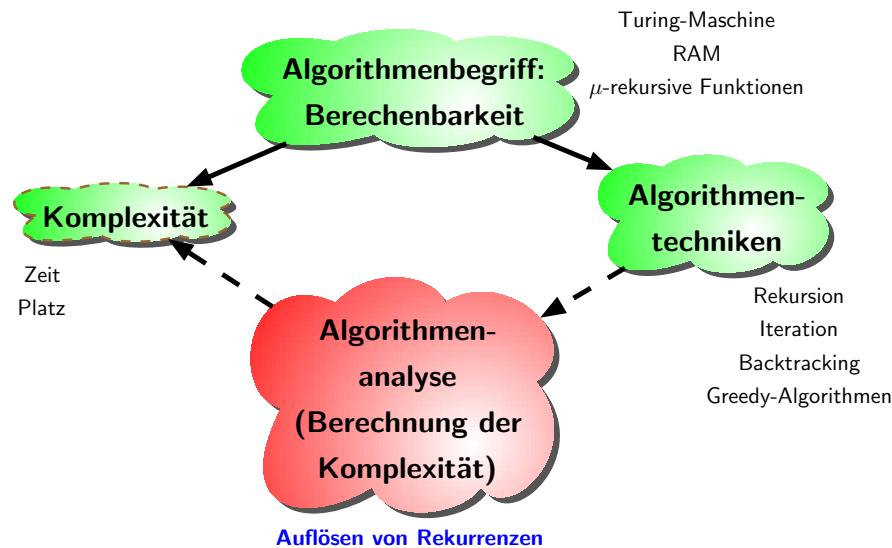 Turing-Maschine
RAM
μ-rekursive Funktionen
Algorithmenbegriff:
Berechenbarkeit
Komplexität
Zeit
Platz
Algorithmen-
techniken
Rekursion
Iteration
Backtracking
Greedy-Algorithmen
Algorithmen-
analyse
(Berechnung der
Komplexität)
Auflösen von Rekurrenzen